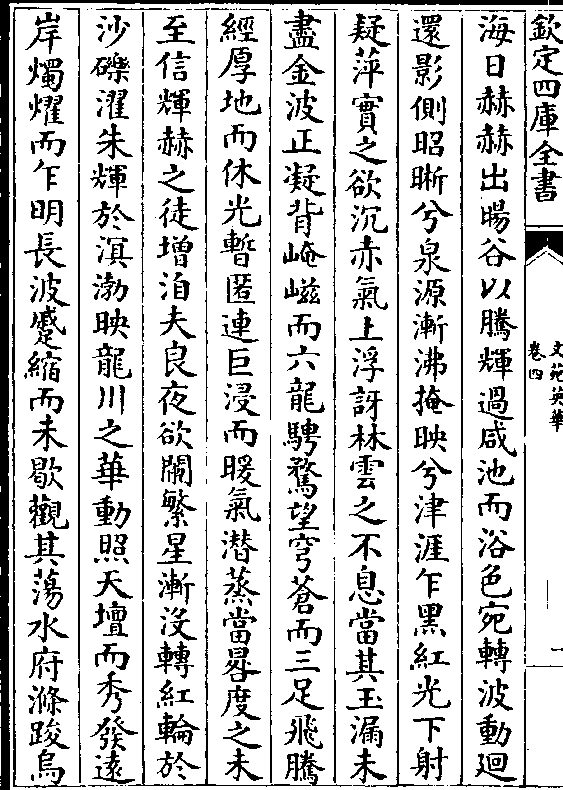 欽定四庫全書
文苑英華
卷四
一
海日赫赫出暘谷以騰輝過咸池而浴色宛轉波動迴
還影側昭晣兮泉源漸沸掩映兮津涯乍黑紅光下射
疑萍實之欲沉赤氣上浮訝林雲之不息當其玉漏未
盡金波正凝背崦嵫而六龍騁騖望穹蒼而三足飛騰
經厚地而休光暫匿連巨浸而暖氣潜蒸當晷度之未
至信輝赫之徒增洎夫良夜欲闌繁星漸沒轉紅輪於
沙礫濯朱輝於溟渤映龍川之華動照天壇而秀發遠
岸燭燿而乍明長波蹙縮而未歇觀其蕩水府滌踆烏